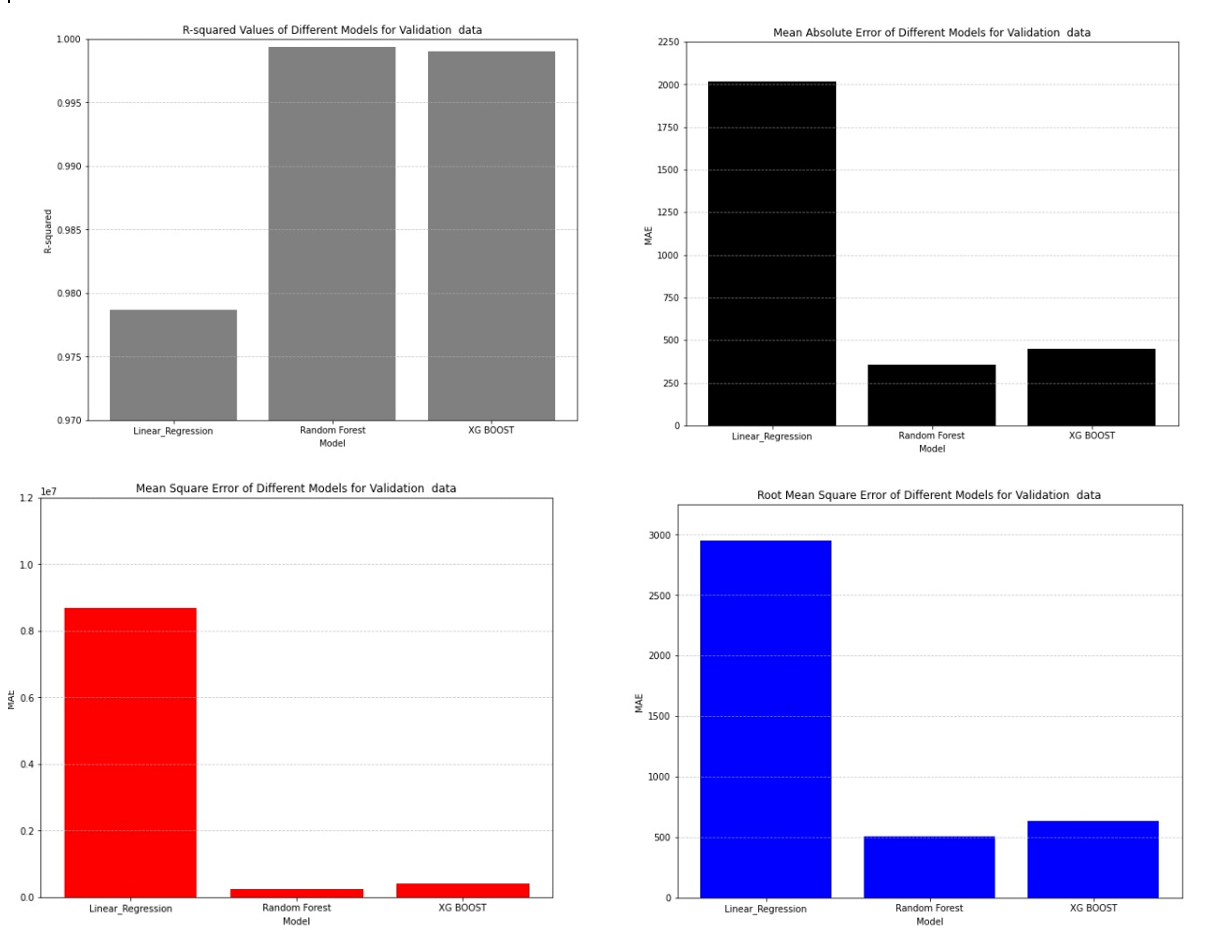 R-squared Values of Different Models for Validation data
1.000
0.995
0.990
0.985
0.980
0.975
0.970
R-squared
Linear_Regression
Random Forest
XG BOOST
Model
Mean Absolute Error of Different Models for Validation data
2250
2000
1750
1500
1250
1000
750
500
250
0
MAE
Linear_Regression
Random Forest
XG BOOST
Model
Mean Square Error of Different Models for Validation data
1e7
1.2
1.0
0.8
0.6
0.4
0.2
0.0
MAE
Linear_Regression
Random Forest
XG BOOST
Model
Root Mean Square Error of Different Models for Validation data
3000
2500
2000
1500
1000
500
0
MAE
Linear_Regression
Random Forest
XG BOOST
Model